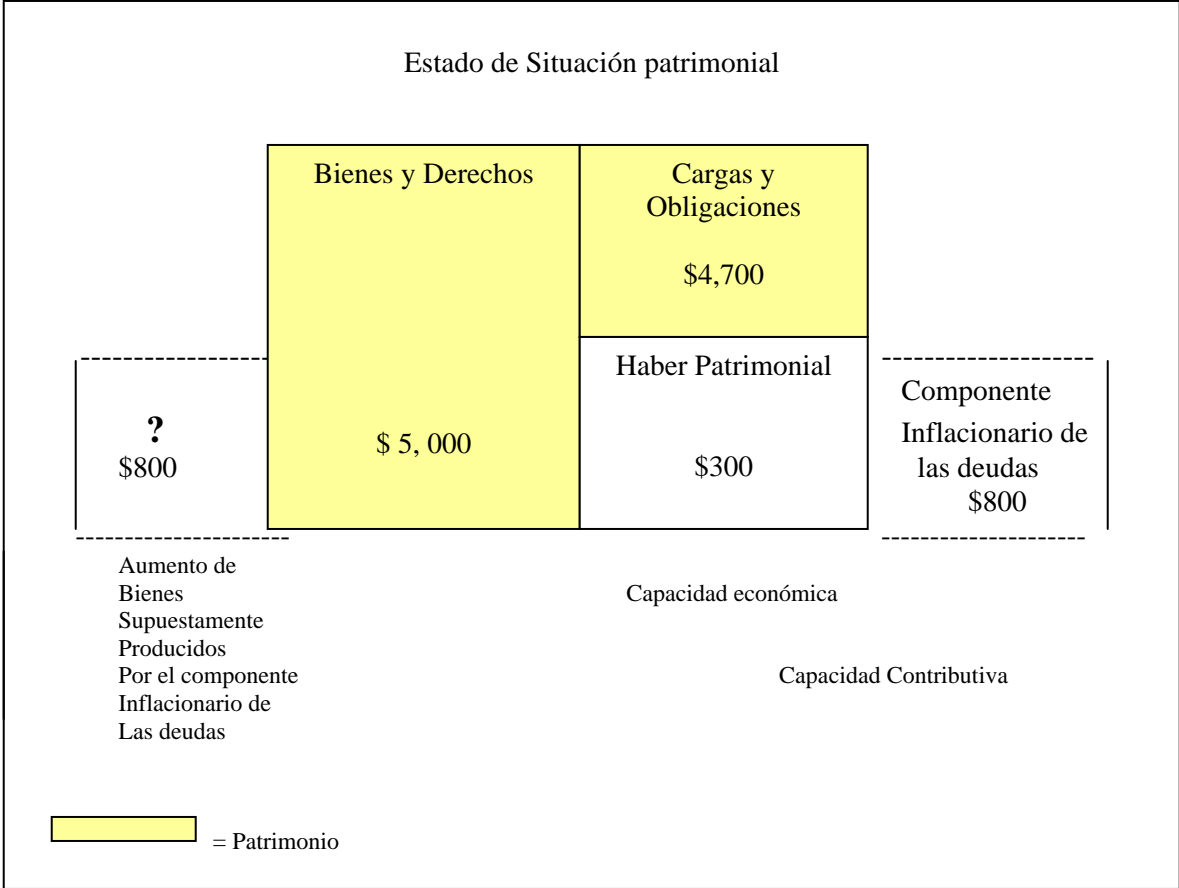 Estado de Situación patrimonial
Bienes y Derechos
$ 5, 000
Cargas y
Obligaciones
$4,700
Haber Patrimonial
$300
?
$800
Componente
Inflacionario de
las deudas
$800
Aumento de
Bienes
Supuestamente
Producidos
Por el componente
Inflacionario de
Las deudas
Capacidad económica
Capacidad Contributiva
= Patrimonio